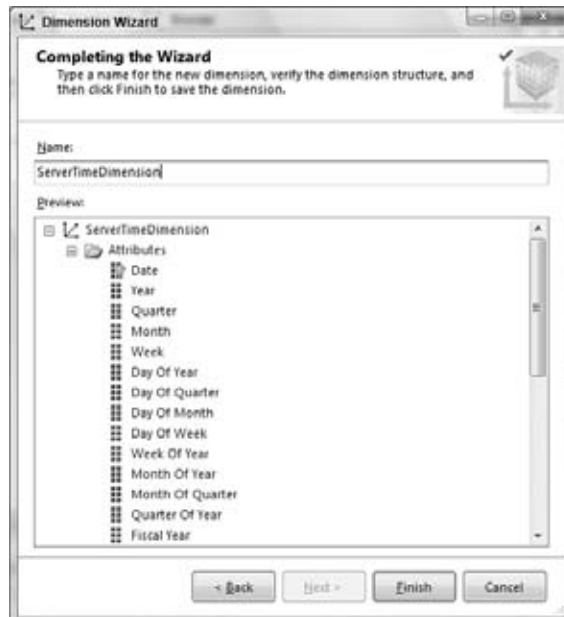 Dimension Wizard
Completing the Wizard
Type a name for the new dimension, verify the dimension structure, and
then click Finish to save the dimension.
Name:
ServerTimeDimension
Preview:
ServerTimeDimension
Attributes
Date
Year
Quarter
Month
Week
Day Of Year
Day Of Quarter
Day Of Month
Day Of Week
Week Of Year
Month Of Year
Month Of Quarter
Quarter Of Year
Fiscal Year
< Back
Next >
Finish
Cancel